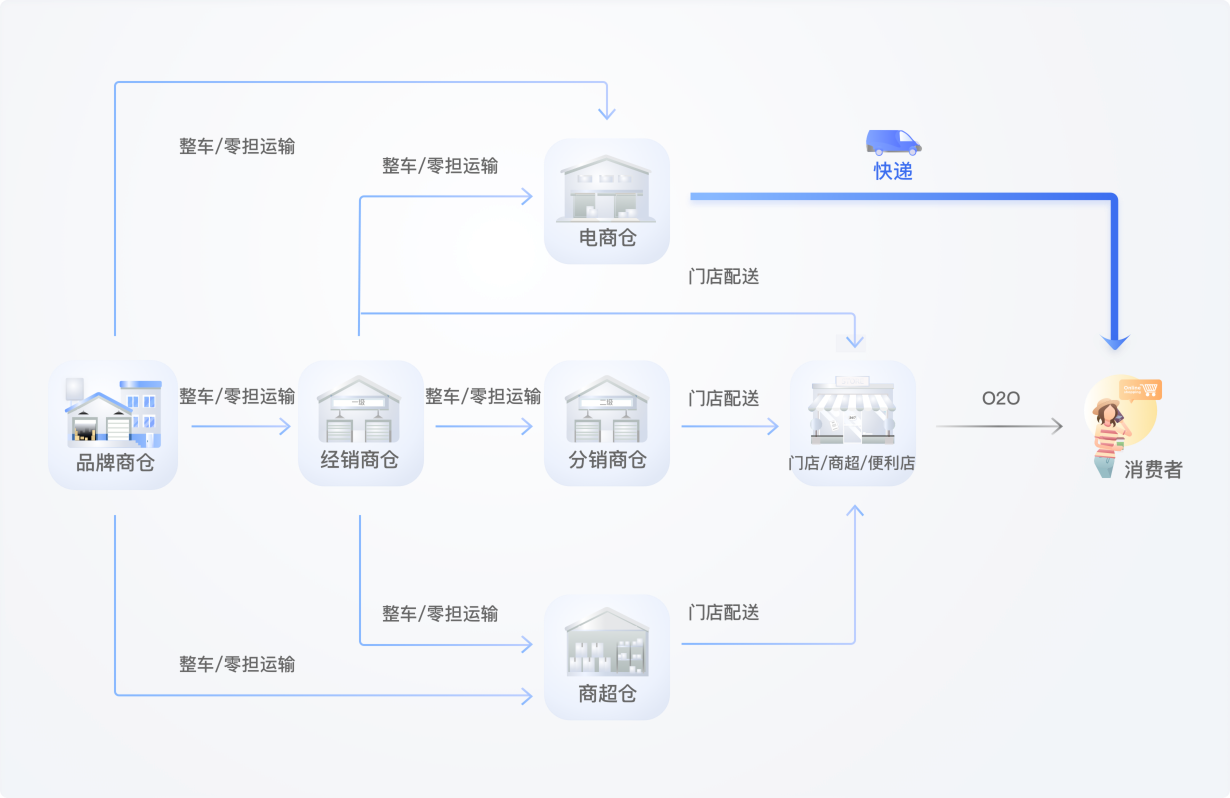 整车/零担运输
整车/零担运输
快递
电商仓
门店配送
整车/零担运输
整车/零担运输
门店配送
O2O
一级
二级
品牌商仓
经销商仓
分销商仓
门店/商超/便利店
消费者
整车/零担运输
门店配送
整车/零担运输
商超仓